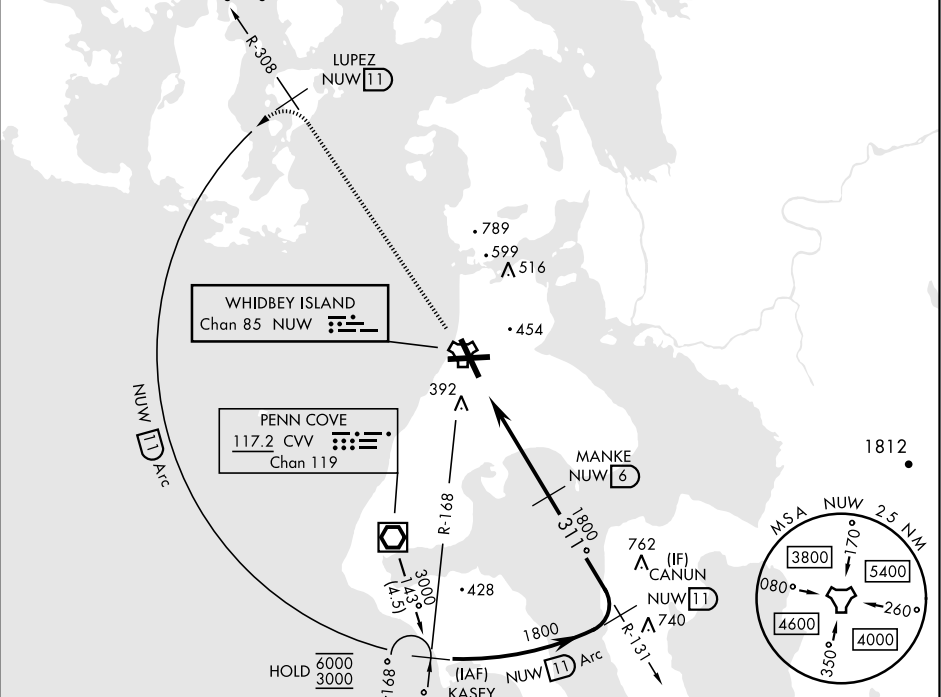 R-308
LUPEZ
NUW 11
789
599
516
WHIDBEY ISLAND
Chan 85 NUW
454
392
NUW 11 Arc
PENN COVE
117.2 CVV
Chan 119
R-168
MANKE
NUW 6
1800
311°
1812
MSA NUW 25 NM
170°
3800
5400
080°
260°
4600
4000
350°
762
(IF)
CANUN
NUW 11
740
R-131
3000
143°
(4.5)
428
1800
NUW 11 Arc
HOLD 6000
3000
168°
(IAF)
KASEY